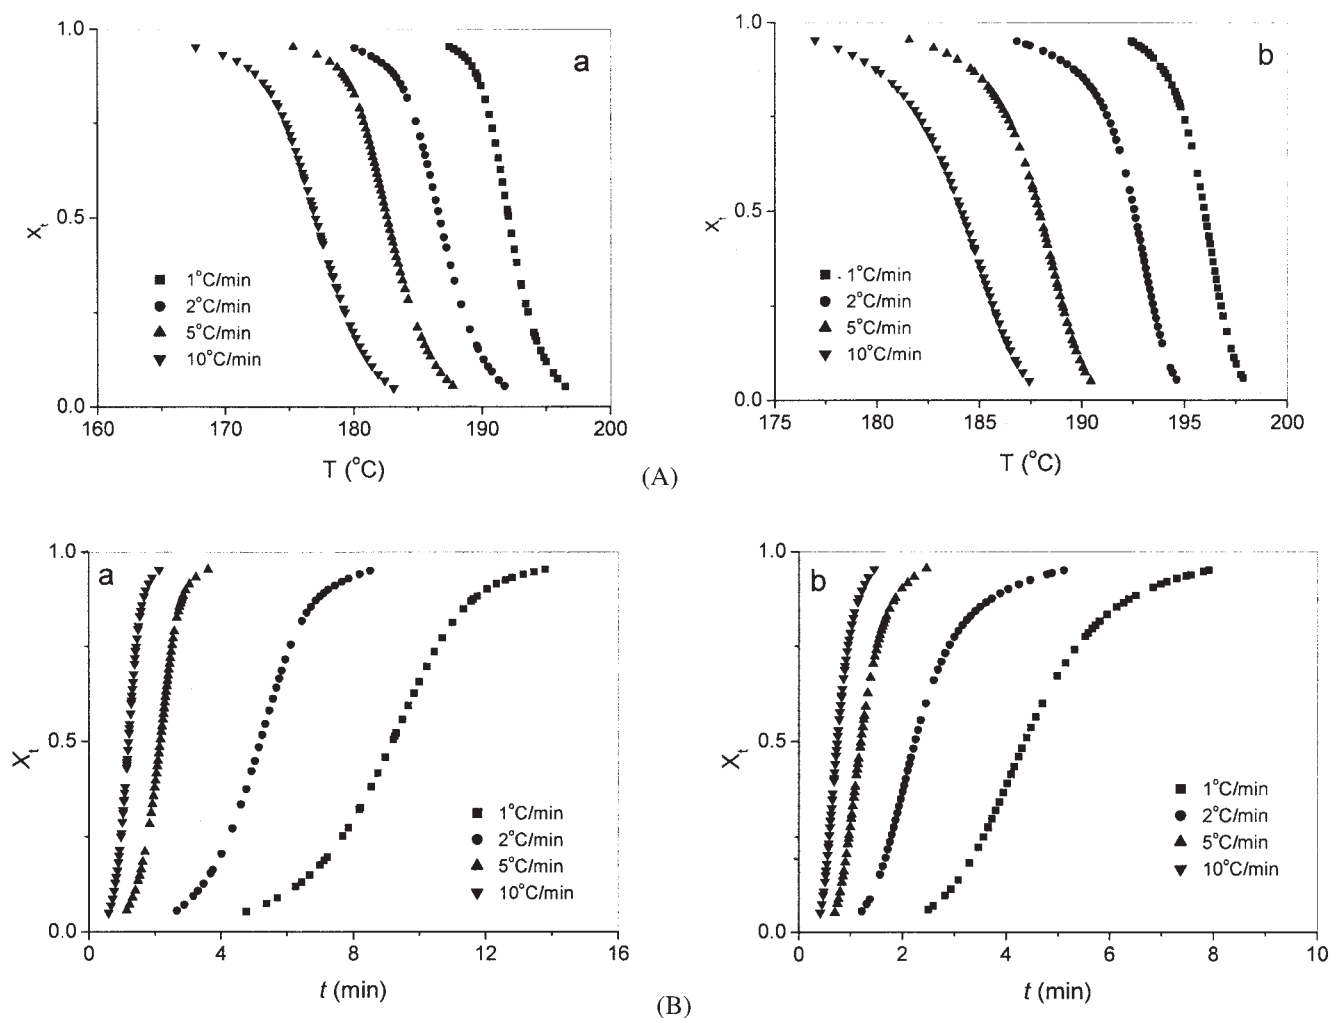 1.0
a
X_t
0.5
1°C/min
2°C/min
5°C/min
10°C/min
0.0
160 170 180 190 200
T (°C)
1.0
b
X_t
0.5
1°C/min
2°C/min
5°C/min
10°C/min
0.0
175 180 185 190 195 200
T (°C)
(A)
1.0
a
X_t
0.5
1°C/min
2°C/min
5°C/min
10°C/min
0.0
0 4 8 12 16
t (min)
1.0
b
X_t
0.5
1°C/min
2°C/min
5°C/min
10°C/min
0.0
0 2 4 6 8 10
t (min)
(B)